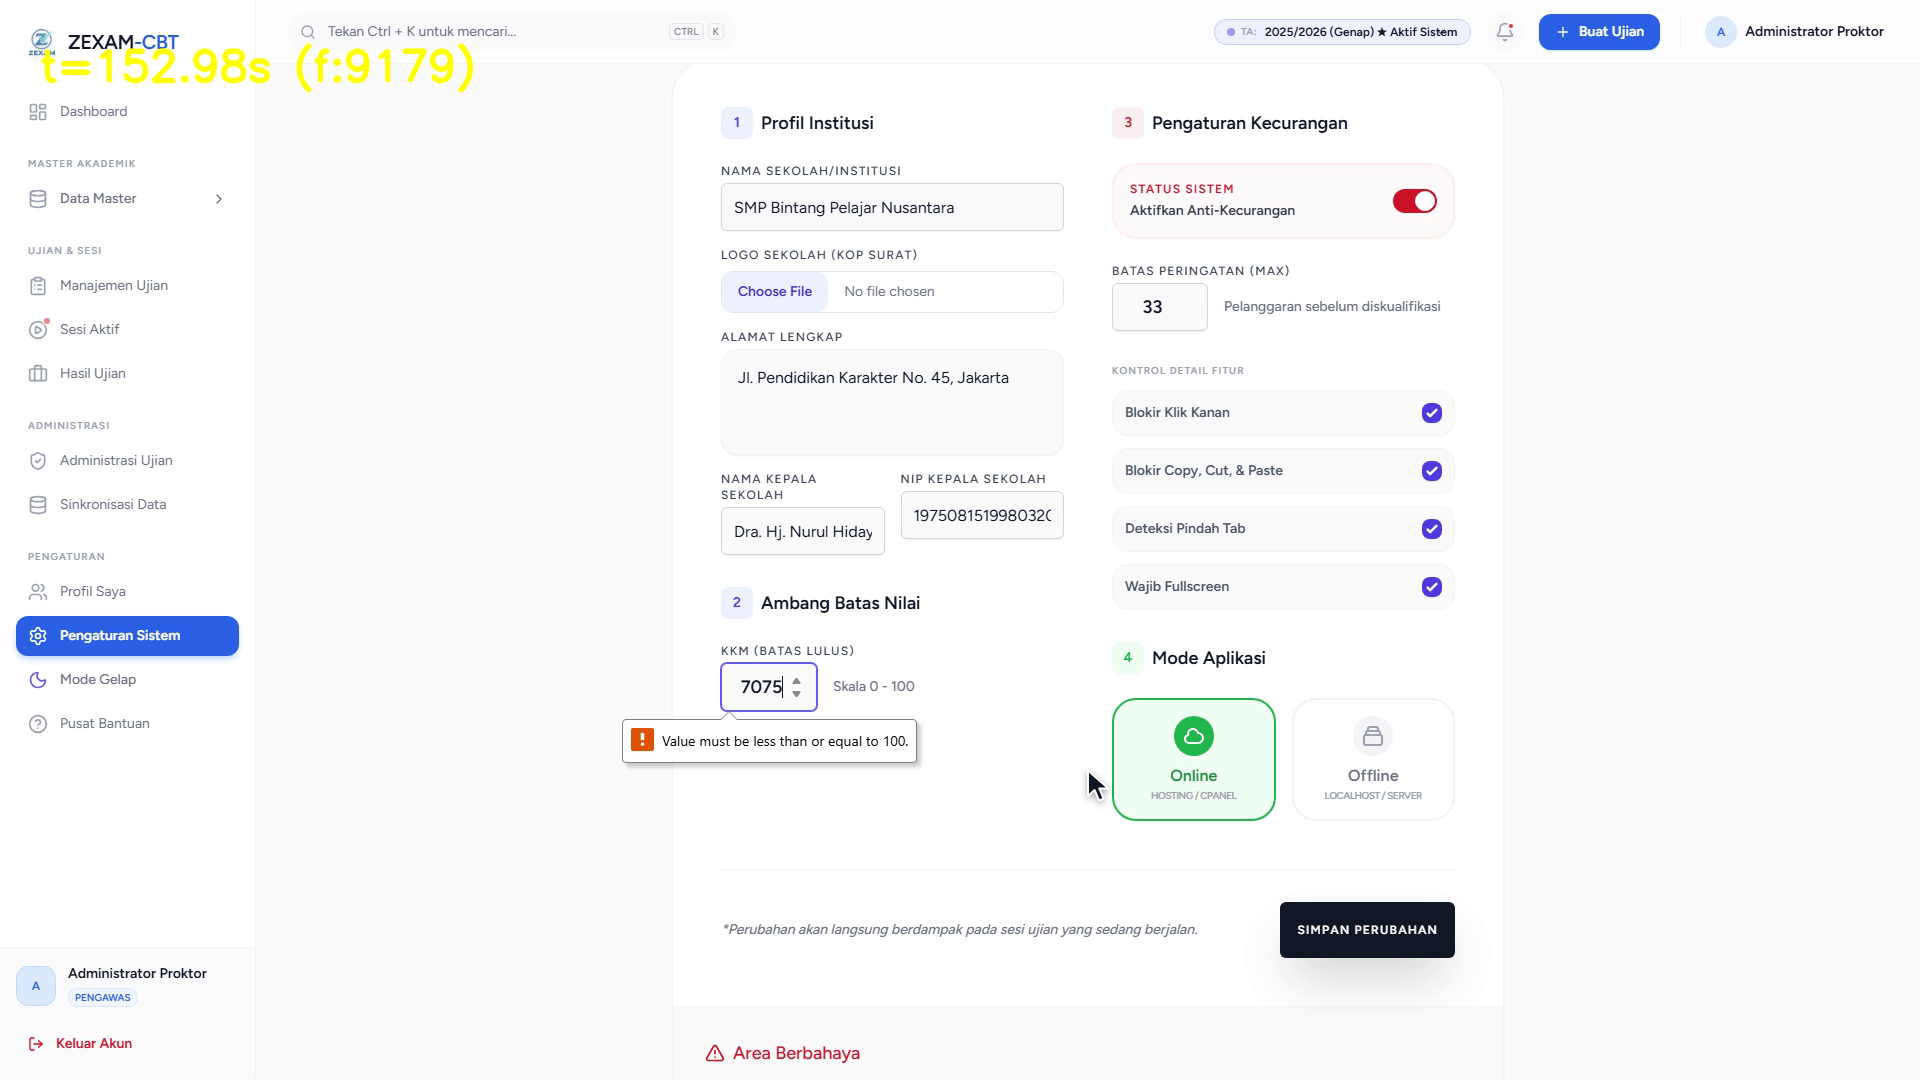 ZEXAM-CBT
t=152.98s (f:9179)
Tekan Ctrl + K untuk mencari...
CTRL K
TA: 2025/2026 (Genap) ★ Aktif Sistem
Buat Ujian
A
Administrator Proktor
Dashboard
MASTER AKADEMIK
Data Master
UJIAN & SESI
Manajemen Ujian
Sesi Aktif
Hasil Ujian
ADMINISTRASI
Administrasi Ujian
Sinkronisasi Data
PENGATURAN
Profil Saya
Pengaturan Sistem
Mode Gelap
Pusat Bantuan
A
Administrator Proktor
PENGAWAS
Keluar Akun
1 Profil Institusi
NAMA SEKOLAH/INSTITUSI
SMP Bintang Pelajar Nusantara
LOGO SEKOLAH (KOP SURAT)
Choose File No file chosen
ALAMAT LENGKAP
Jl. Pendidikan Karakter No. 45, Jakarta
NAMA KEPALA
SEKOLAH
Dra. Hj. Nurul Hiday
NIP KEPALA SEKOLAH
1975081519980320
2 Ambang Batas Nilai
KKM (BATAS LULUS)
7075 Skala 0 - 100
Value must be less than or equal to 100.
3 Pengaturan Kecurangan
STATUS SISTEM
Aktifkan Anti-Kecurangan
BATAS PERINGATAN (MAX)
33 Pelanggaran sebelum diskualifikasi
KONTROL DETAIL FITUR
Blokir Klik Kanan
Blokir Copy, Cut, & Paste
Deteksi Pindah Tab
Wajib Fullscreen
4 Mode Aplikasi
Online
HOSTING / CPANEL
Offline
LOCALHOST / SERVER
*Perubahan akan langsung berdampak pada sesi ujian yang sedang berjalan.
SIMPAN PERUBAHAN
Area Berbahaya